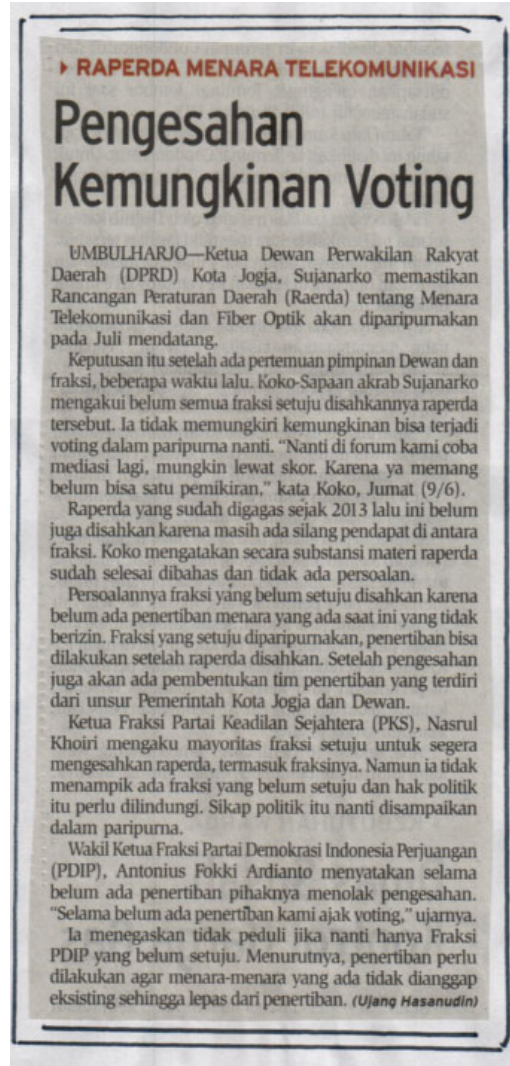 ▸ RAPERDA MENARA TELEKOMUNIKASI
Pengesahan
Kemungkinan Voting
UMBULHARJO—Ketua Dewan Perwakilan Rakyat
Daerah (DPRD) Kota Jogja, Sujanarko memastikan
Rancangan Peraturan Daerah (Raerda) tentang Menara
Telekomunikasi dan Fiber Optik akan diparipurnakan
pada Juli mendatang.
Keputusan itu setelah ada pertemuan pimpinan Dewan dan
fraksi, beberapa waktu lalu. Koko-Sapaan akrab Sujanarko
mengakui belum semua fraksi setuju disahkannya raperda
tersebut. Ia tidak memungkiri kemungkinan bisa terjadi
voting dalam paripurna nanti. “Nanti di forum kami coba
mediasi lagi, mungkin lewat skor. Karena ya memang
belum bisa satu pemikiran,” kata Koko, Jumat (9/6).
Raperda yang sudah digagas sejak 2013 lalu ini belum
juga disahkan karena masih ada silang pendapat di antara
fraksi. Koko mengatakan secara substansi materi raperda
sudah selesai dibahas dan tidak ada persoalan.
Persoalannya fraksi yang belum setuju disahkan karena
belum ada penertiban menara yang ada saat ini yang tidak
berizin. Fraksi yang setuju diparipurnakan, penertiban bisa
dilakukan setelah raperda disahkan. Setelah pengesahan
juga akan ada pembentukan tim penertiban yang terdiri
dari unsur Pemerintah Kota Jogja dan Dewan.
Ketua Fraksi Partai Keadilan Sejahtera (PKS), Nasrul
Khoiri mengaku mayoritas fraksi setuju untuk segera
mengesahkan raperda, termasuk fraksinya. Namun ia tidak
menampik ada fraksi yang belum setuju dan hak politik
itu perlu dilindungi. Sikap politik itu nanti disampaikan
dalam paripurna.
Wakil Ketua Fraksi Partai Demokrasi Indonesia Perjuangan
(PDIP), Antonius Fokki Ardianto menyatakan selama
belum ada penertiban pihaknya menolak pengesahan.
“Selama belum ada penertiban kami ajak voting,” ujarnya.
Ia menegaskan tidak peduli jika nanti hanya Fraksi
PDIP yang belum setuju. Menurutnya, penertiban perlu
dilakukan agar menara-menara yang ada tidak dianggap
eksisting sehingga lepas dari penertiban. (Ujang Hasanudin)